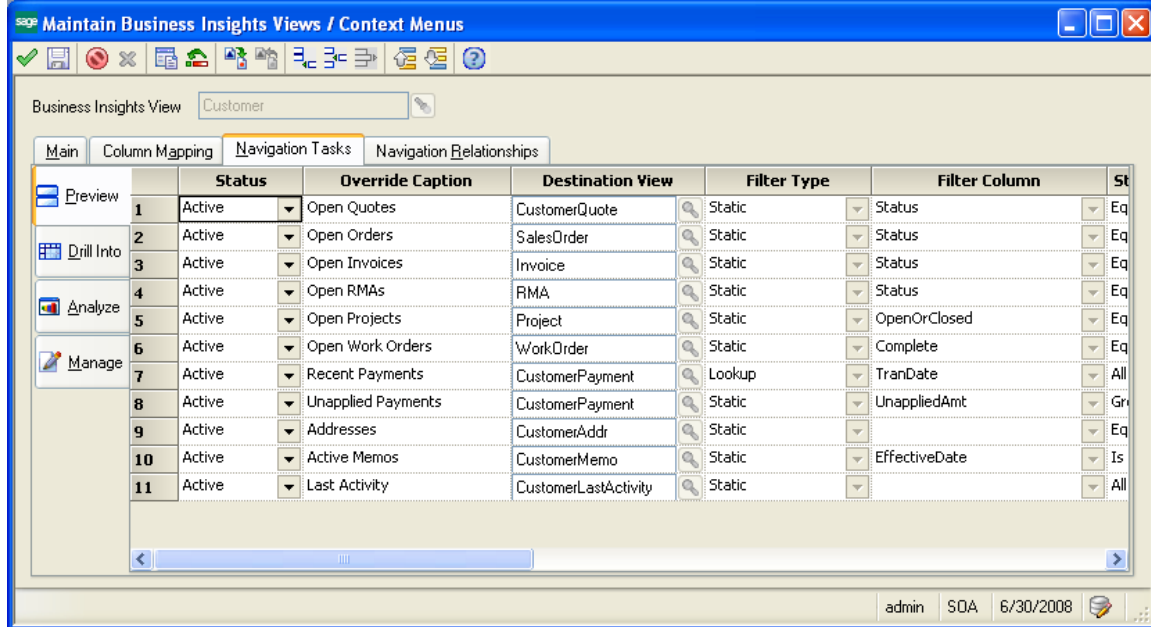 sage Maintain Business Insights Views / Context Menus
Business Insights View Customer
Main Column Mapping Navigation Tasks Navigation Relationships
Preview
Drill Into
Analyze
Manage
Status Override Caption Destination View Filter Type Filter Column St
1 Active Open Quotes CustomerQuote Static Status Eq
2 Active Open Orders SalesOrder Static Status Eq
3 Active Open Invoices Invoice Static Status Eq
4 Active Open RMAs RMA Static Status Eq
5 Active Open Projects Project Static OpenOrClosed Eq
6 Active Open Work Orders WorkOrder Static Complete Eq
7 Active Recent Payments CustomerPayment Lookup TranDate All
8 Active Unapplied Payments CustomerPayment Static UnappliedAmt Gr
9 Active Addresses CustomerAddr Static Eq
10 Active Active Memos CustomerMemo Static EffectiveDate Is
11 Active Last Activity CustomerLastActivity Static All
admin SOA 6/30/2008